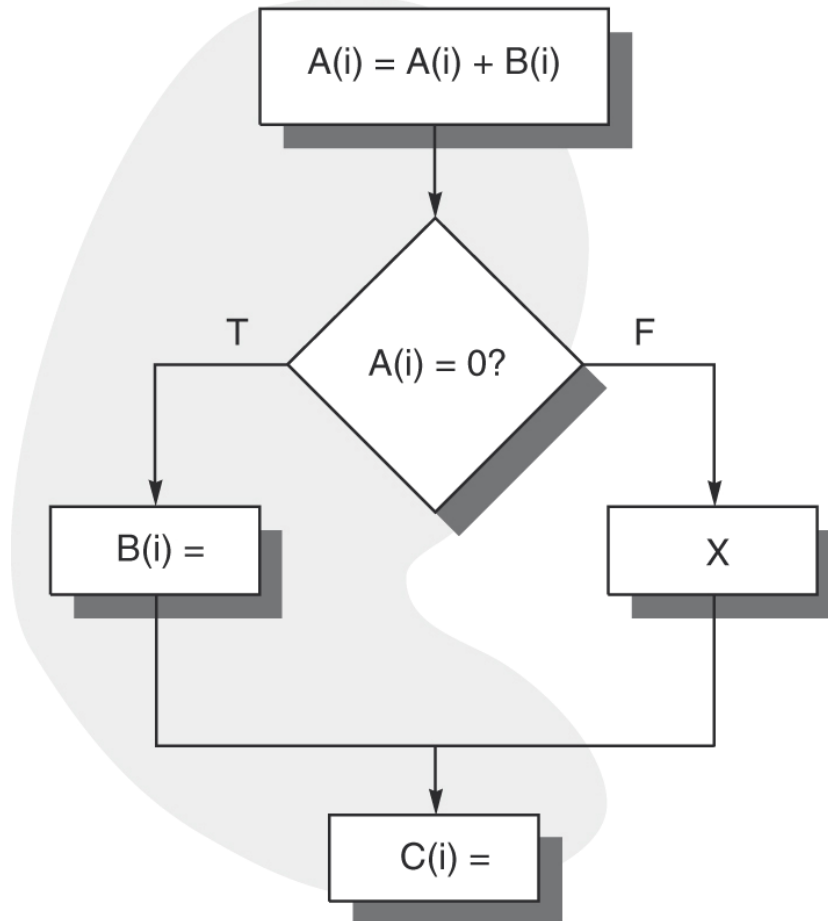 A(i) = A(i) + B(i)
A(i) = 0?
T
F
B(i) =
X
C(i) =